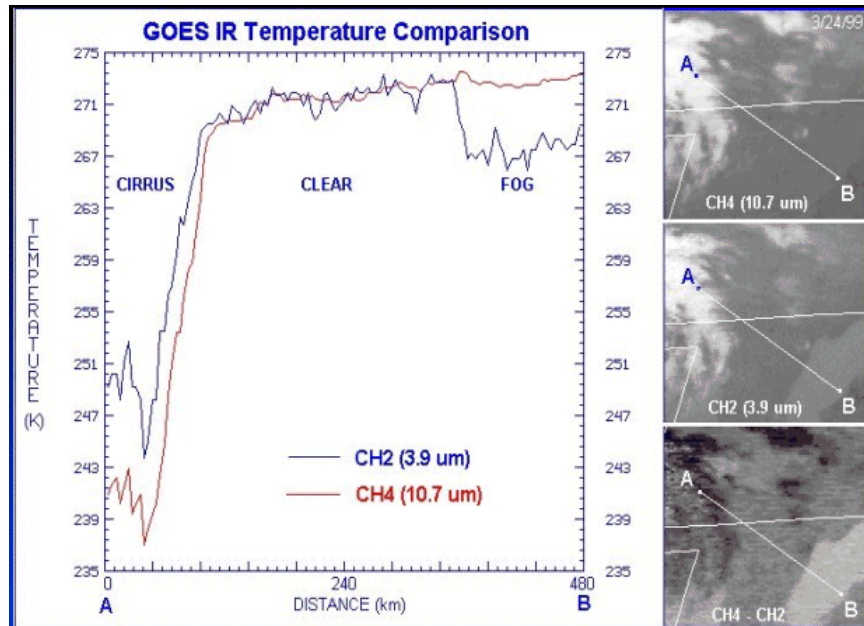 GOES IR Temperature Comparison
275
271
267
263
259
255
251
247
243
239
235
TEMPERATURE
(K)
CIRRUS
CLEAR
FOG
CH2 (3.9 um)
CH4 (10.7 um)
275
271
267
263
259
255
251
247
243
239
235
0
240
480
A
DISTANCE (km)
B
3/24/99
A
B
CH4 (10.7 um)
A
B
CH2 (3.9 um)
A
B
CH4 - CH2